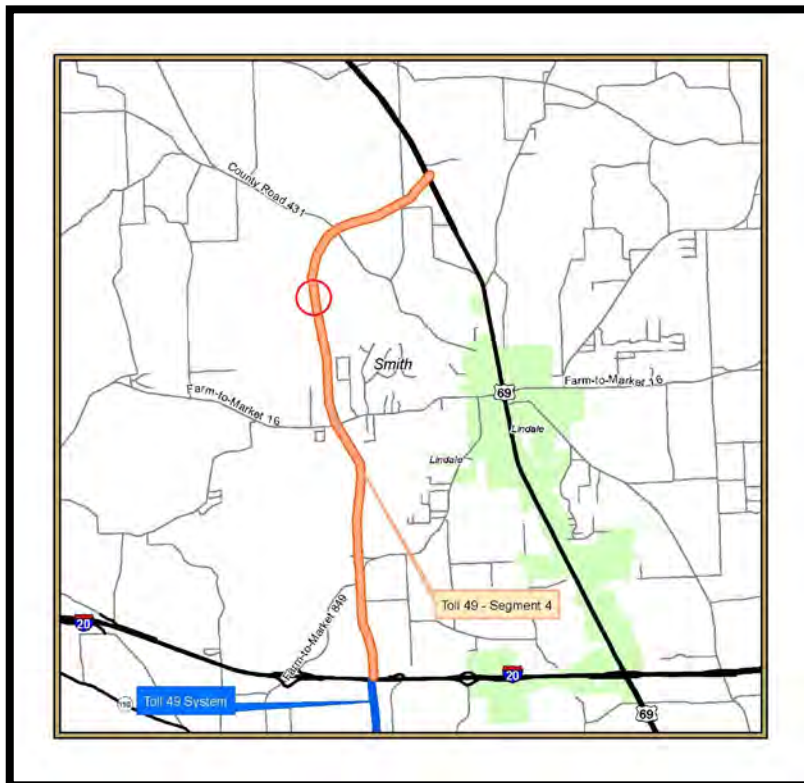 County Road 431
Smith
Farm-to-Market 16
Farm-to-Market 16
69
Lindale
Lindale
Toll 49 - Segment 4
Farm-to-Market 849
20
20
Toll 49 System
110
69